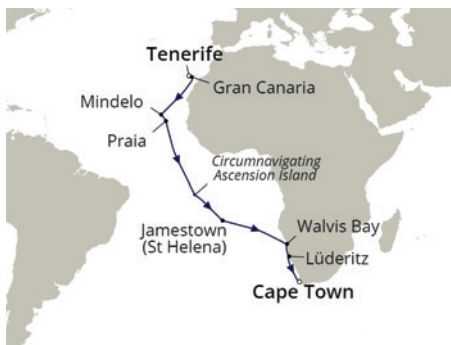 Tenerife
Gran Canaria
Mindelo
Praia
Circumnavigating
Ascension Island
Jamestown
(St Helena)
Walvis Bay
Lüderitz
Cape Town